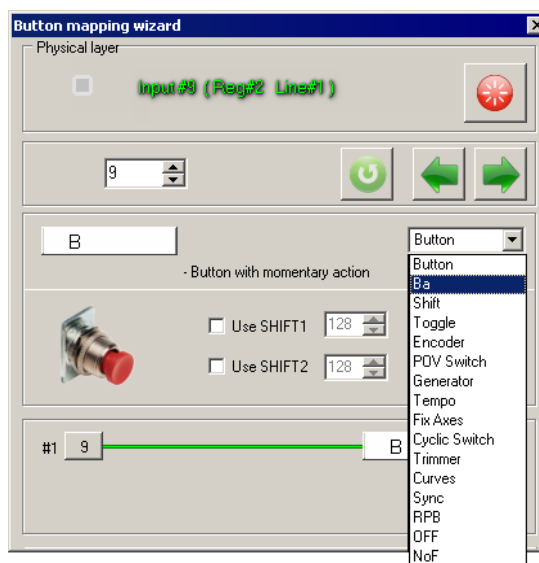 Button mapping wizard
Physical layer
Input #9 ( Reg#2 Line#1 )
9
B
Button
- Button with momentary action
Use SHIFT1
128
Use SHIFT2
128
Button
Ba
Shift
Toggle
Encoder
POV Switch
Generator
Tempo
Fix Axes
Cyclic Switch
Trimmer
Curves
Sync
RPB
OFF
NoF
#1 9 B